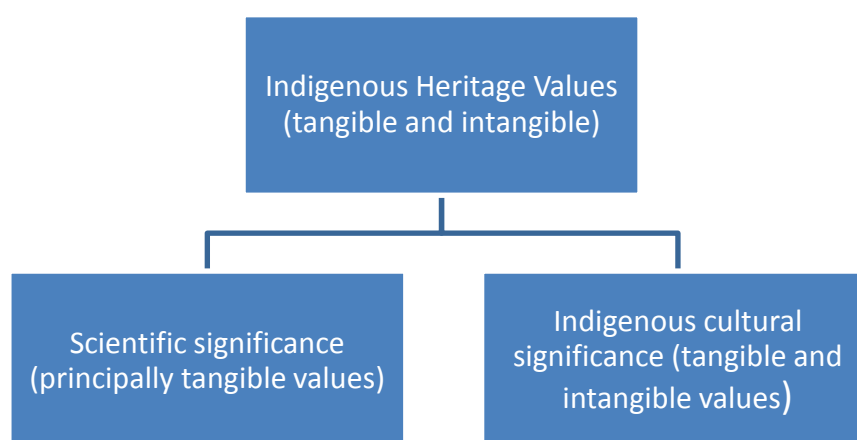 Indigenous Heritage Values
(tangible and intangible)
Scientific significance
(principally tangible values)
Indigenous cultural
significance (tangible and
intangible values)